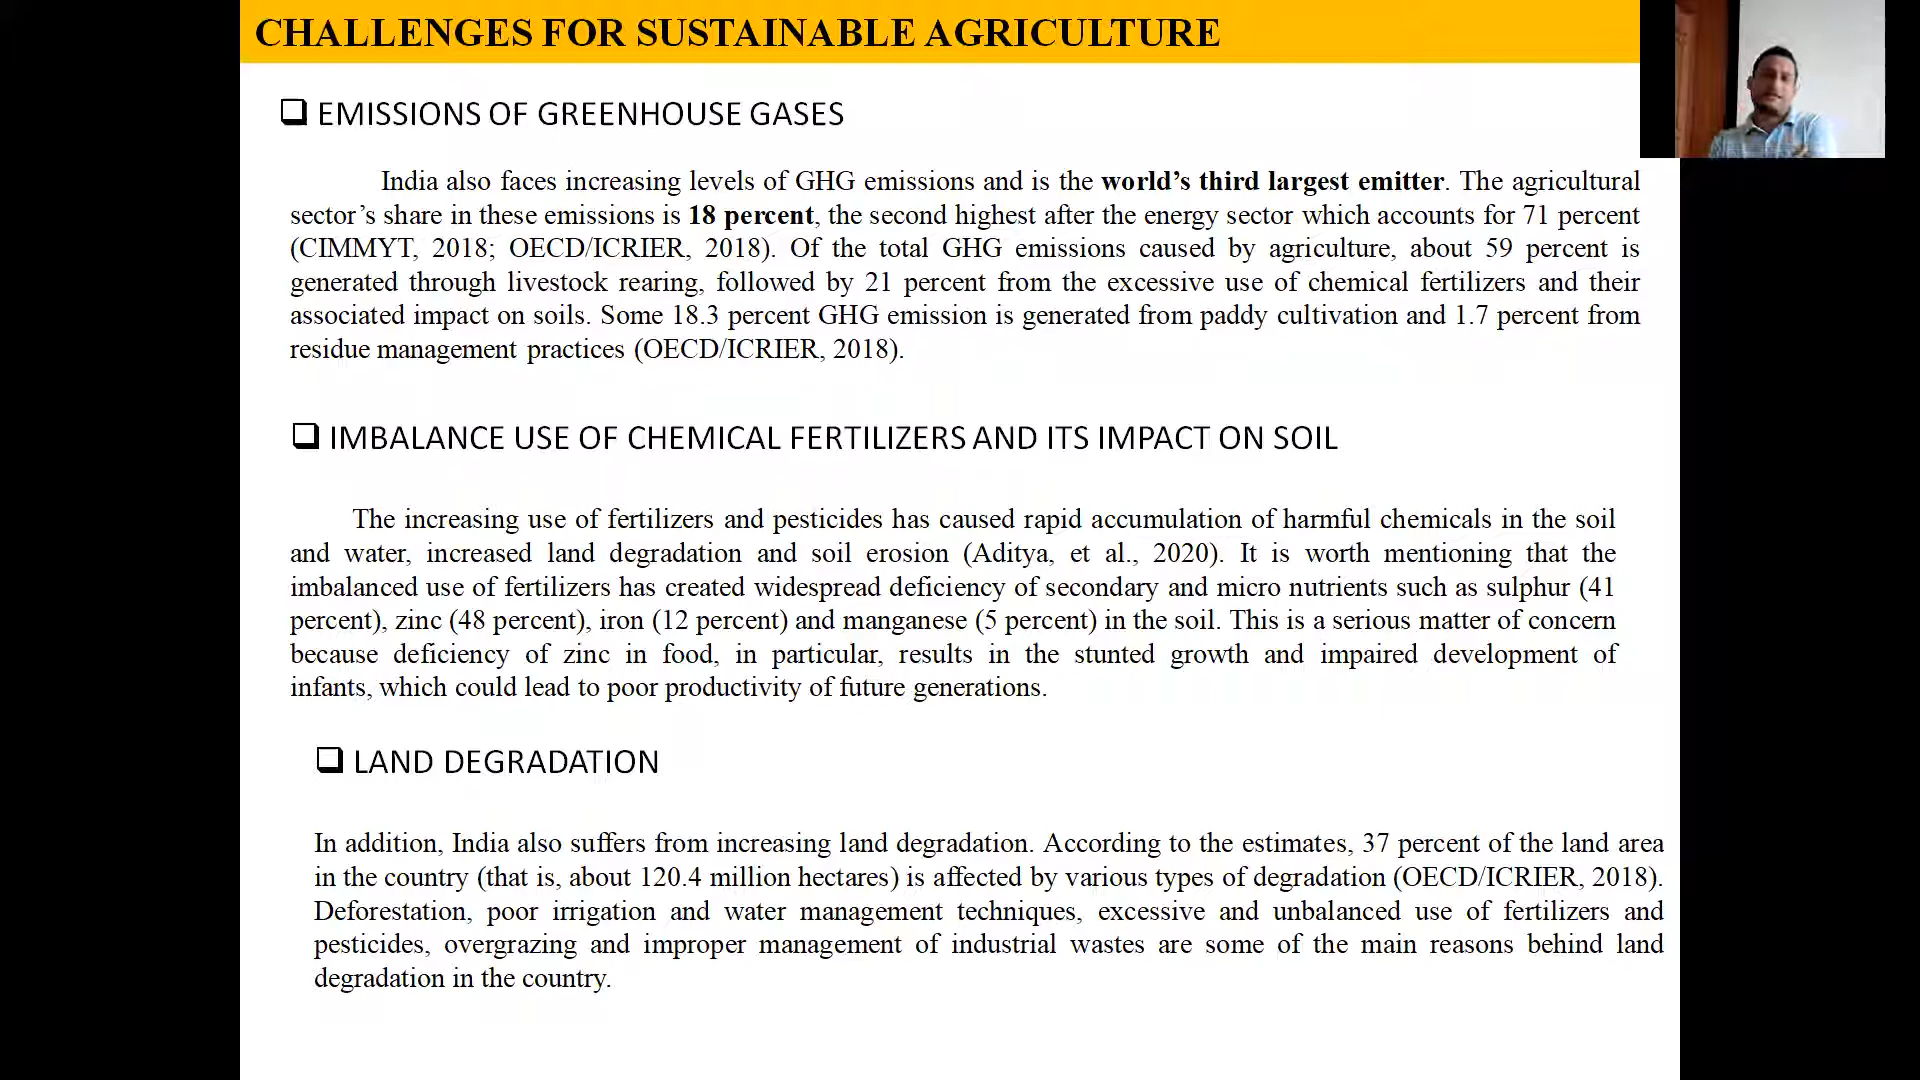 CHALLENGES FOR SUSTAINABLE AGRICULTURE
EMISSIONS OF GREENHOUSE GASES
India also faces increasing levels of GHG emissions and is the world’s third largest emitter. The agricultural
sector’s share in these emissions is 18 percent, the second highest after the energy sector which accounts for 71 percent
(CIMMYT, 2018; OECD/ICRIER, 2018). Of the total GHG emissions caused by agriculture, about 59 percent is
generated through livestock rearing, followed by 21 percent from the excessive use of chemical fertilizers and their
associated impact on soils. Some 18.3 percent GHG emission is generated from paddy cultivation and 1.7 percent from
residue management practices (OECD/ICRIER, 2018).
IMBALANCE USE OF CHEMICAL FERTILIZERS AND ITS IMPACT ON SOIL
The increasing use of fertilizers and pesticides has caused rapid accumulation of harmful chemicals in the soil
and water, increased land degradation and soil erosion (Aditya, et al., 2020). It is worth mentioning that the
imbalanced use of fertilizers has created widespread deficiency of secondary and micro nutrients such as sulphur (41
percent), zinc (48 percent), iron (12 percent) and manganese (5 percent) in the soil. This is a serious matter of concern
because deficiency of zinc in food, in particular, results in the stunted growth and impaired development of
infants, which could lead to poor productivity of future generations.
LAND DEGRADATION
In addition, India also suffers from increasing land degradation. According to the estimates, 37 percent of the land area
in the country (that is, about 120.4 million hectares) is affected by various types of degradation (OECD/ICRIER, 2018).
Deforestation, poor irrigation and water management techniques, excessive and unbalanced use of fertilizers and
pesticides, overgrazing and improper management of industrial wastes are some of the main reasons behind land
degradation in the country.